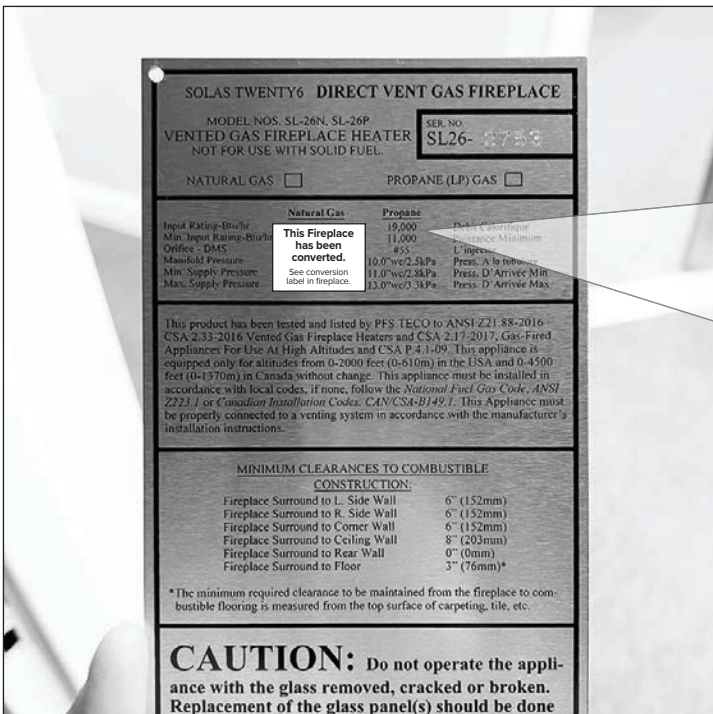 SOLAS TWENTY6 DIRECT VENT GAS FIREPLACE
MODEL NOS. SL-26N, SL-26P
VENTED GAS FIREPLACE HEATER
NOT FOR USE WITH SOLID FUEL.
SER. NO.
SL26-
NATURAL GAS
PROPANE (LP) GAS
Natural Gas Propane
Input Rating-Btu/hr 19,000 Débit Calorifique
Min. Input Rating-Btu/hr 11,000 Puissance Minimum
Orifice - DMS #55 L'injecteur
Manifold Pressure 10.0"wc/2.5kPa Press. A la tubulure
Min. Supply Pressure 11.0"wc/2.8kPa Press. D'Arrivée Min
Max. Supply Pressure 13.0"wc/3.3kPa Press. D'Arrivée Max
This Fireplace
has been
converted.
See conversion
label in fireplace.
This product has been tested and listed by PFS TECO to ANSI Z21.88-2016
CSA 2.33-2016 Vented Gas Fireplace Heaters and CSA 2.17-2017, Gas-Fired
Appliances For Use At High Altitudes and CSA P.4.1-09. This appliance is
equipped only for altitudes from 0-2000 feet (0-610m) in the USA and 0-4500
feet (0-1370m) in Canada without change. This appliance must be installed in
accordance with local codes, if none, follow the National Fuel Gas Code, ANSI
Z223.1 or Canadian Installation Codes, CAN/CSA-B149.1. This Appliance must
be properly connected to a venting system in accordance with the manufacturer's
installation instructions.
MINIMUM CLEARANCES TO COMBUSTIBLE
CONSTRUCTION:
Fireplace Surround to L. Side Wall 6" (152mm)
Fireplace Surround to R. Side Wall 6" (152mm)
Fireplace Surround to Corner Wall 6" (152mm)
Fireplace Surround to Ceiling Wall 8" (203mm)
Fireplace Surround to Rear Wall 0" (0mm)
Fireplace Surround to Floor 3" (76mm)*
*The minimum required clearance to be maintained from the fireplace to com-
bustible flooring is measured from the top surface of carpeting, tile, etc.
CAUTION: Do not operate the appli-
ance with the glass removed, cracked or broken.
Replacement of the glass panel(s) should be done